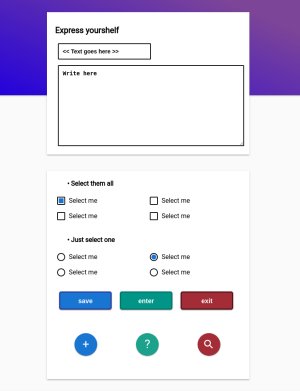 Express yourshelf
<< Text goes here >>
Write here
• Select them all
Select me Select me
Select me Select me
• Just select one
Select me Select me
Select me Select me
save enter exit
+ ?